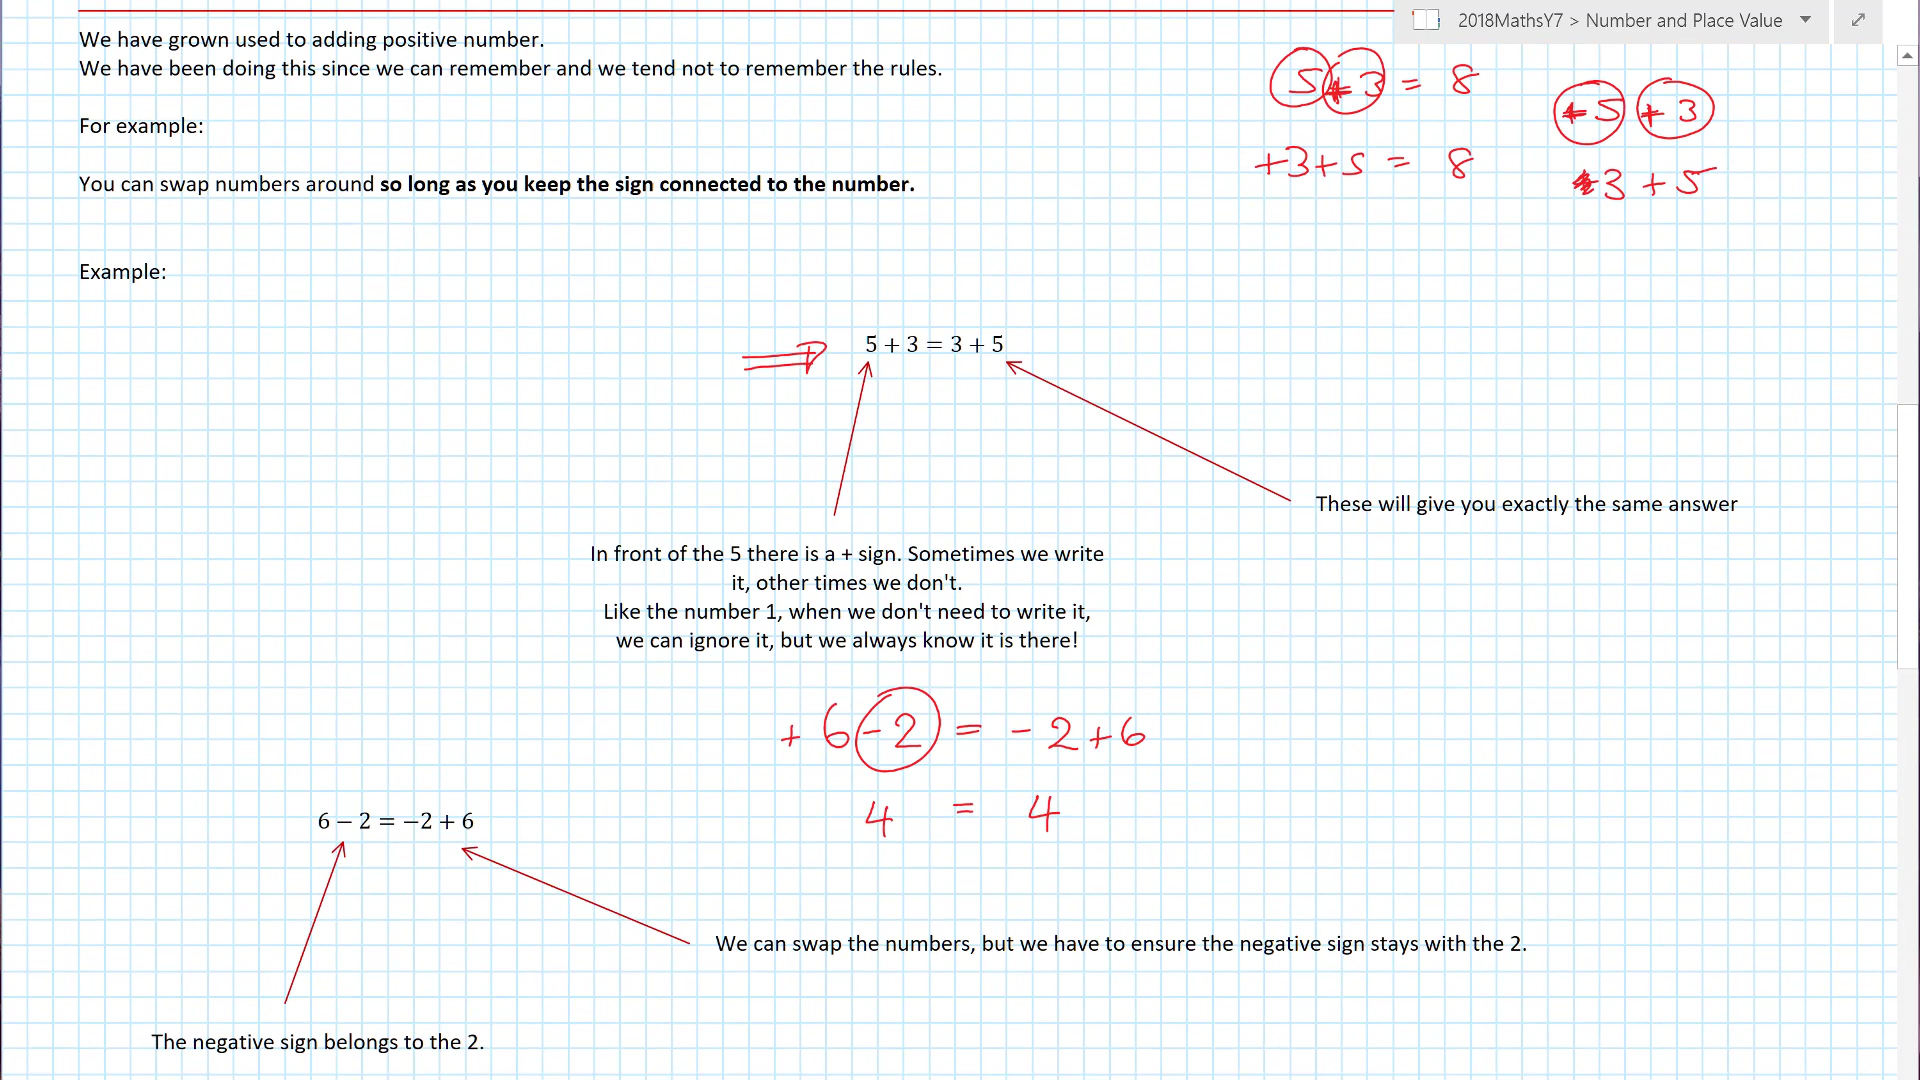 2018MathsY7 > Number and Place Value
We have grown used to adding positive number.
We have been doing this since we can remember and we tend not to remember the rules.
5 + 3 = 8
+ 5 + 3
For example:
+3+5 = 8
+3 + 5
You can swap numbers around so long as you keep the sign connected to the number.
Example:
5 + 3 = 3 + 5
These will give you exactly the same answer
In front of the 5 there is a + sign. Sometimes we write
it, other times we don't.
Like the number 1, when we don't need to write it,
we can ignore it, but we always know it is there!
+ 6 - 2 = - 2 + 6
4 = 4
6 − 2 = −2 + 6
We can swap the numbers, but we have to ensure the negative sign stays with the 2.
The negative sign belongs to the 2.